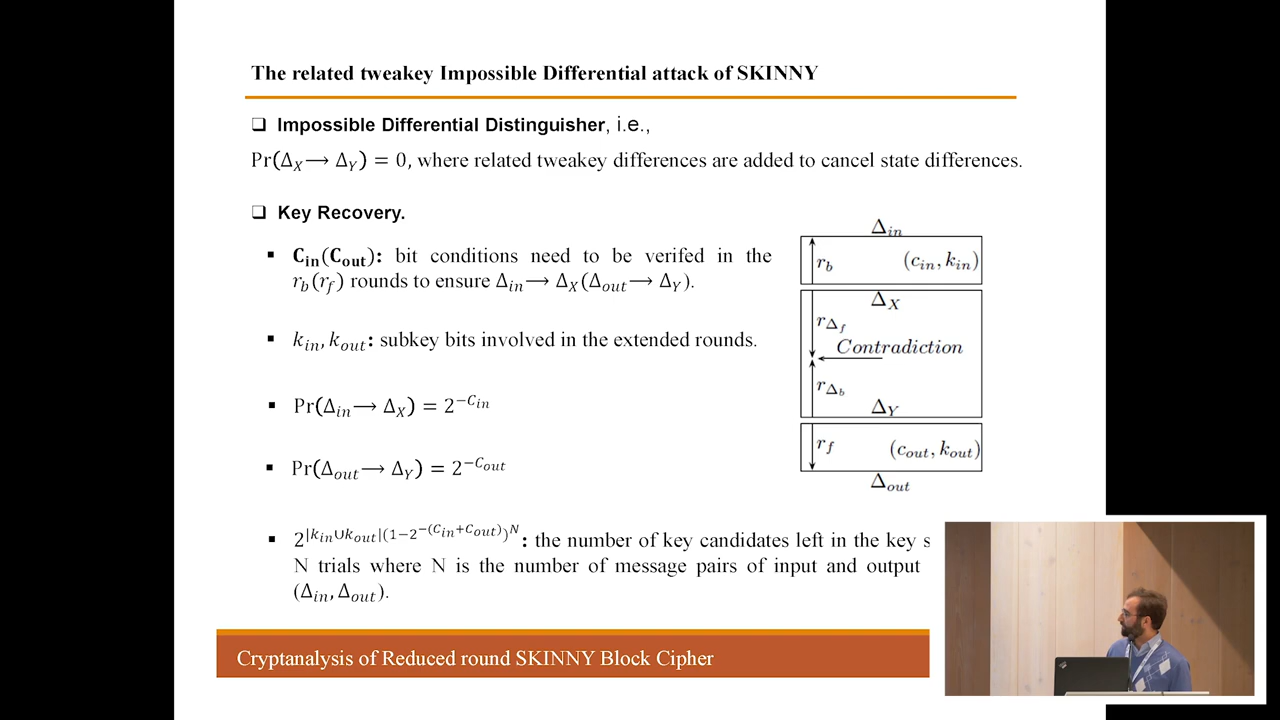 The related tweakey Impossible Differential attack of SKINNY
❑ Impossible Differential Distinguisher, i.e.,
Pr(Δ_X ⟶ Δ_Y) = 0, where related tweakey differences are added to cancel state differences.
❑ Key Recovery.
▪ C_in(C_out): bit conditions need to be verifed in the
r_b(r_f) rounds to ensure Δ_in ⟶ Δ_X(Δ_out ⟶ Δ_Y).
▪ k_in, k_out: subkey bits involved in the extended rounds.
▪ Pr(Δ_in ⟶ Δ_X) = 2^{-C_in}
▪ Pr(Δ_out ⟶ Δ_Y) = 2^{-C_out}
▪ 2^{|k_in∪k_out|(1-2^{-(C_in+C_out)})^N}: the number of key candidates left in the key s
N trials where N is the number of message pairs of input and output
(Δ_in, Δ_out).
Δ_in
r_b (c_in, k_in)
Δ_X
r_{Δ_f}
Contradiction
r_{Δ_b}
Δ_Y
r_f (c_out, k_out)
Δ_out
Cryptanalysis of Reduced round SKINNY Block Cipher